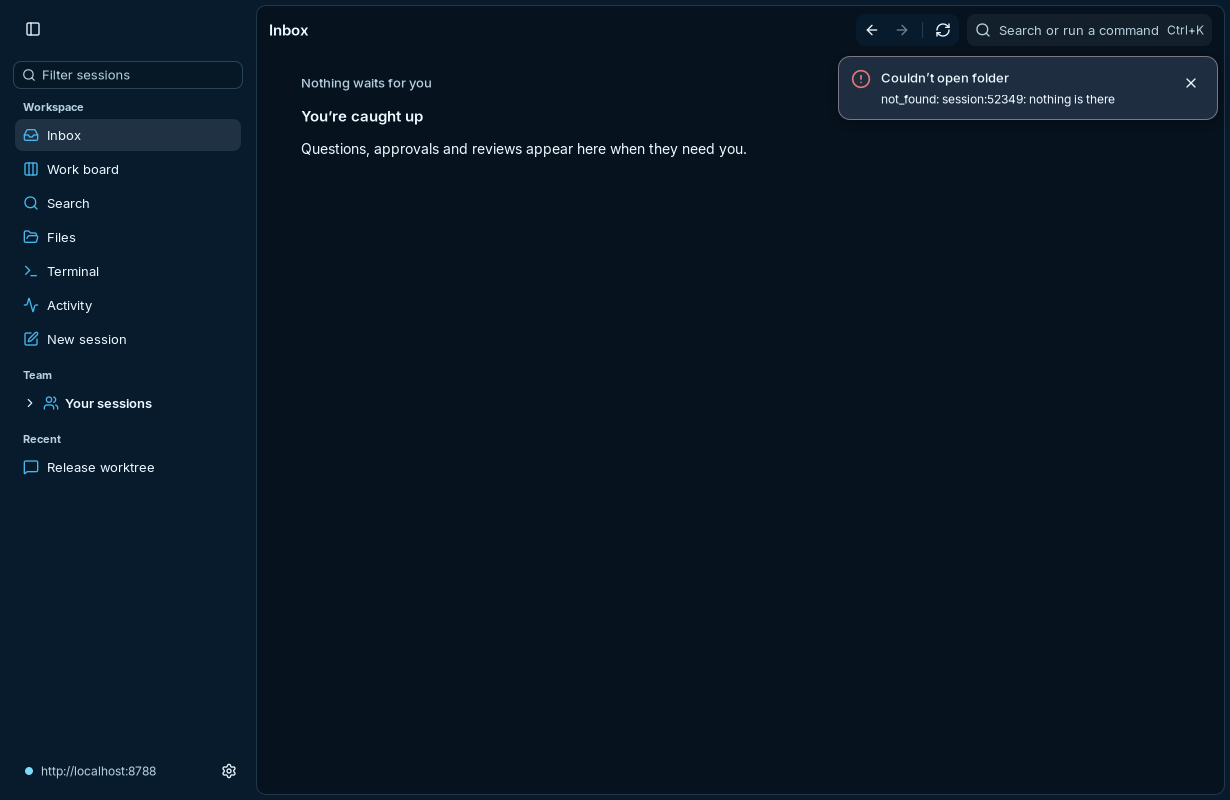 Inbox
Search or run a command Ctrl+K
Filter sessions
Workspace
Inbox
Work board
Search
Files
Terminal
Activity
New session
Team
Your sessions
Recent
Release worktree
http://localhost:8788
Nothing waits for you
You’re caught up
Questions, approvals and reviews appear here when they need you.
Couldn’t open folder
not_found: session:52349: nothing is there